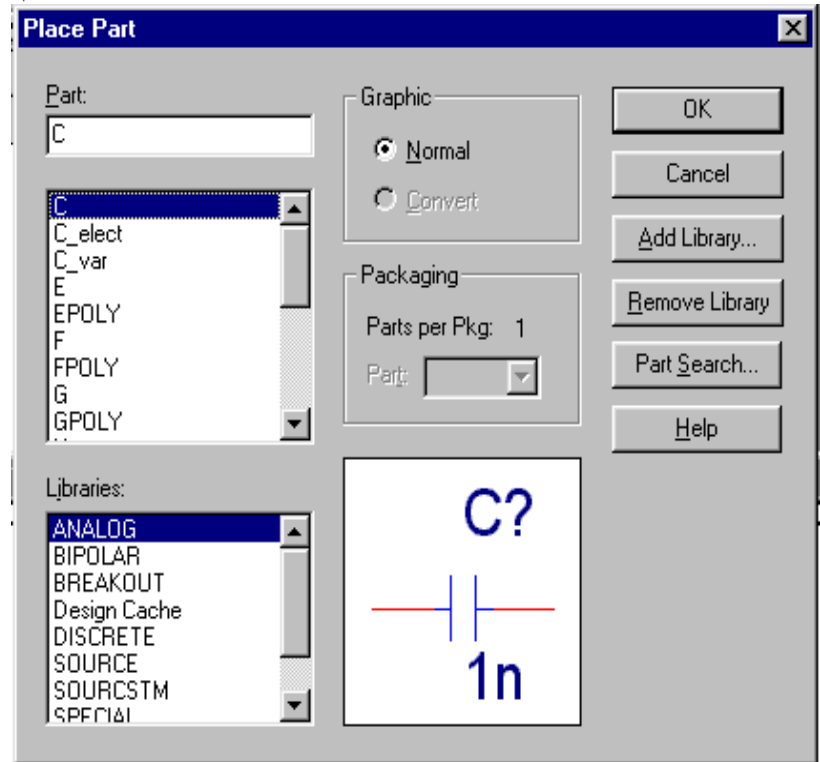 Place Part
Part:
C
C
C_elect
C_var
E
EPOLY
F
FPOLY
G
GPOLY
Libraries:
ANALOG
BIPOLAR
BREAKOUT
Design Cache
DISCRETE
SOURCE
SOURCSTM
SPECIAL
Graphic
Normal
Convert
Packaging
Parts per Pkg: 1
Part:
C?
1n
OK
Cancel
Add Library...
Remove Library
Part Search...
Help